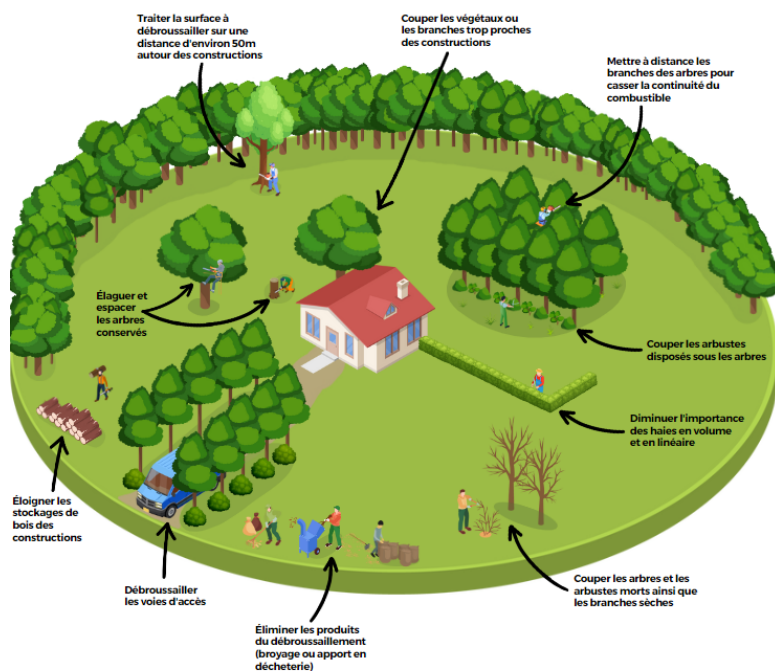 Traiter la surface à
débroussailler sur une
distance d'environ 50m
autour des constructions
Couper les végétaux ou
les branches trop proches
des constructions
Mettre à distance les
branches des arbres pour
casser la continuité du
combustible
Élaguer et
espacer
les arbres
conservés
Couper les arbustes
disposés sous les arbres
Diminuer l'importance
des haies en volume
et en linéaire
Éloigner les
stockages de
bois des
constructions
Débroussailler
les voies d'accès
Éliminer les produits
du débroussaillement
(broyage ou apport en
décheterie)
Couper les arbres et les
arbustes morts ainsi que
les branches sèches